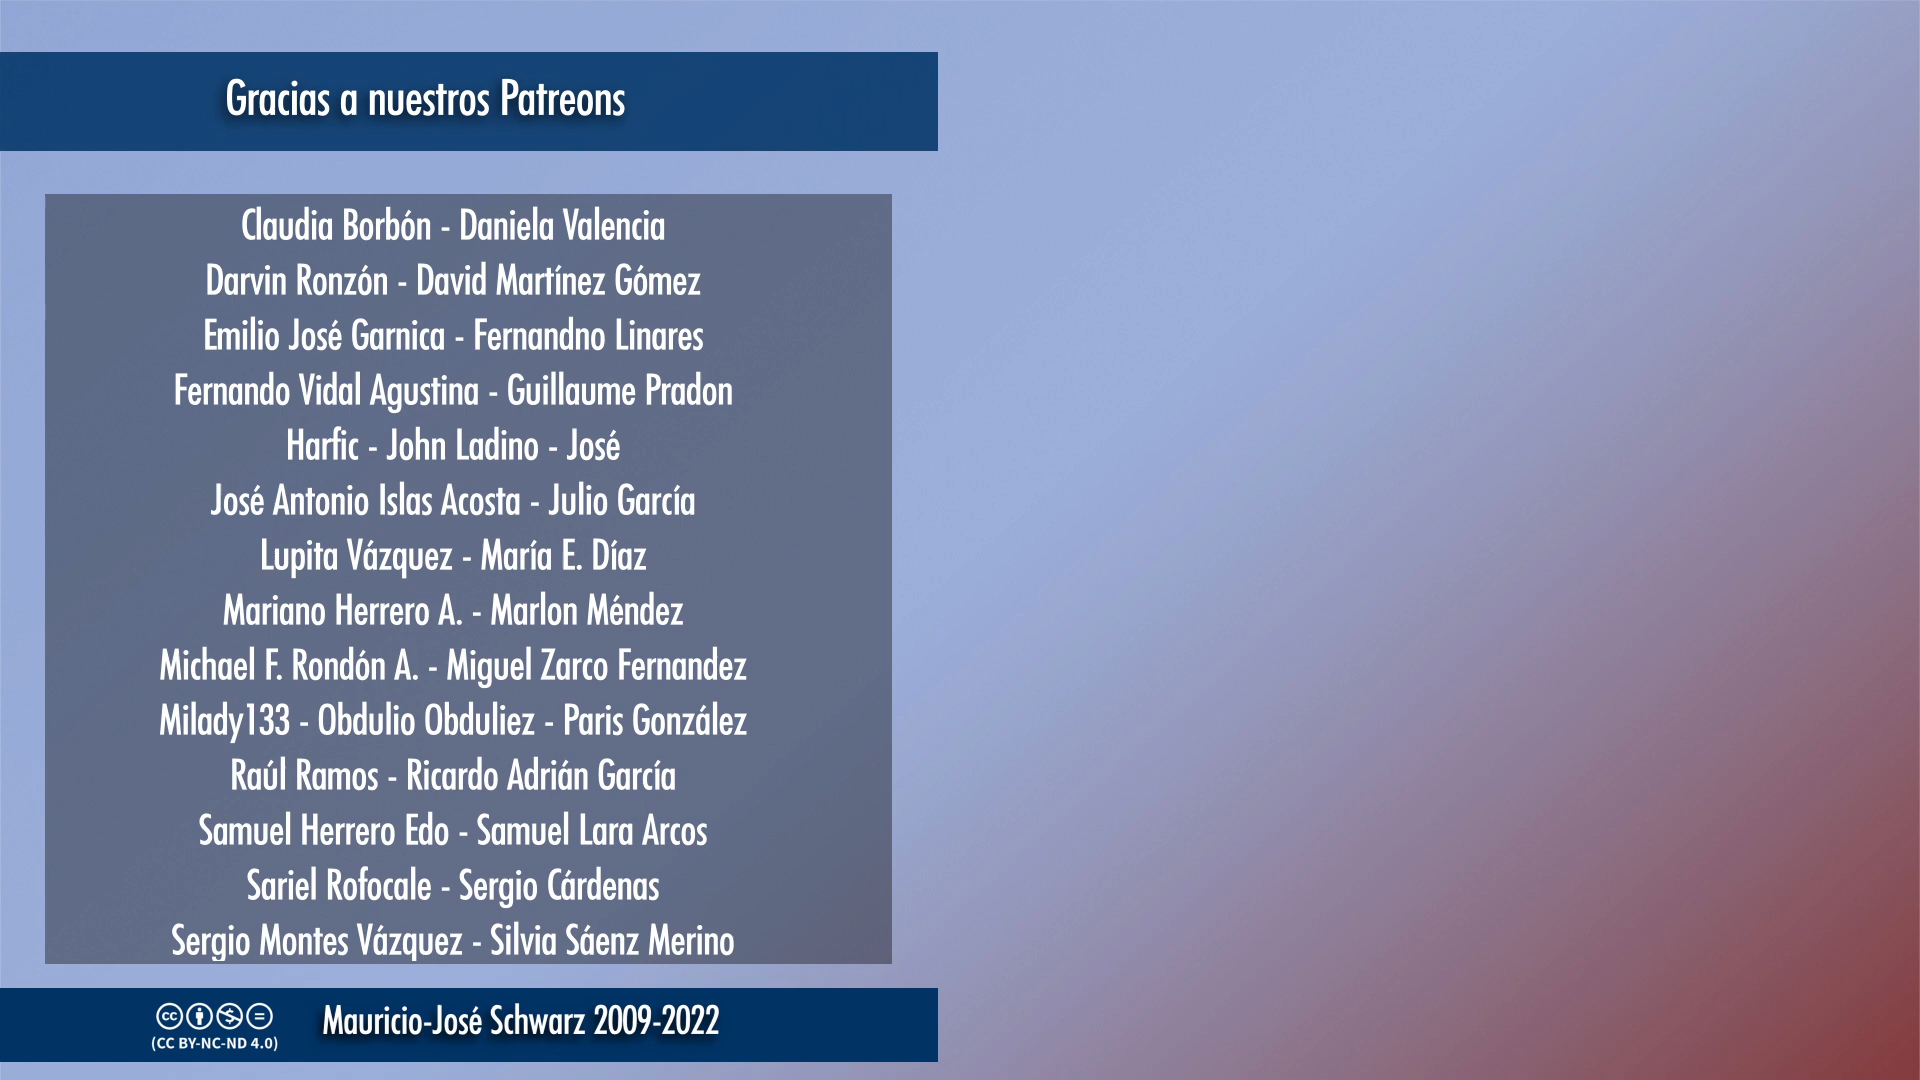 Gracias a nuestros Patreons
Claudia Borbón - Daniela Valencia
Darvin Ronzón - David Martínez Gómez
Emilio José Garnica - Fernandno Linares
Fernando Vidal Agustina - Guillaume Pradon
Harfic - John Ladino - José
José Antonio Islas Acosta - Julio García
Lupita Vázquez - María E. Díaz
Mariano Herrero A. - Marlon Méndez
Michael F. Rondón A. - Miguel Zarco Fernandez
Milady133 - Obdulio Obduliez - Paris González
Raúl Ramos - Ricardo Adrián García
Samuel Herrero Edo - Samuel Lara Arcos
Sariel Rofocale - Sergio Cárdenas
Sergio Montes Vázquez - Silvia Sáenz Merino
Mauricio-José Schwarz 2009-2022
(CC BY-NC-ND 4.0)